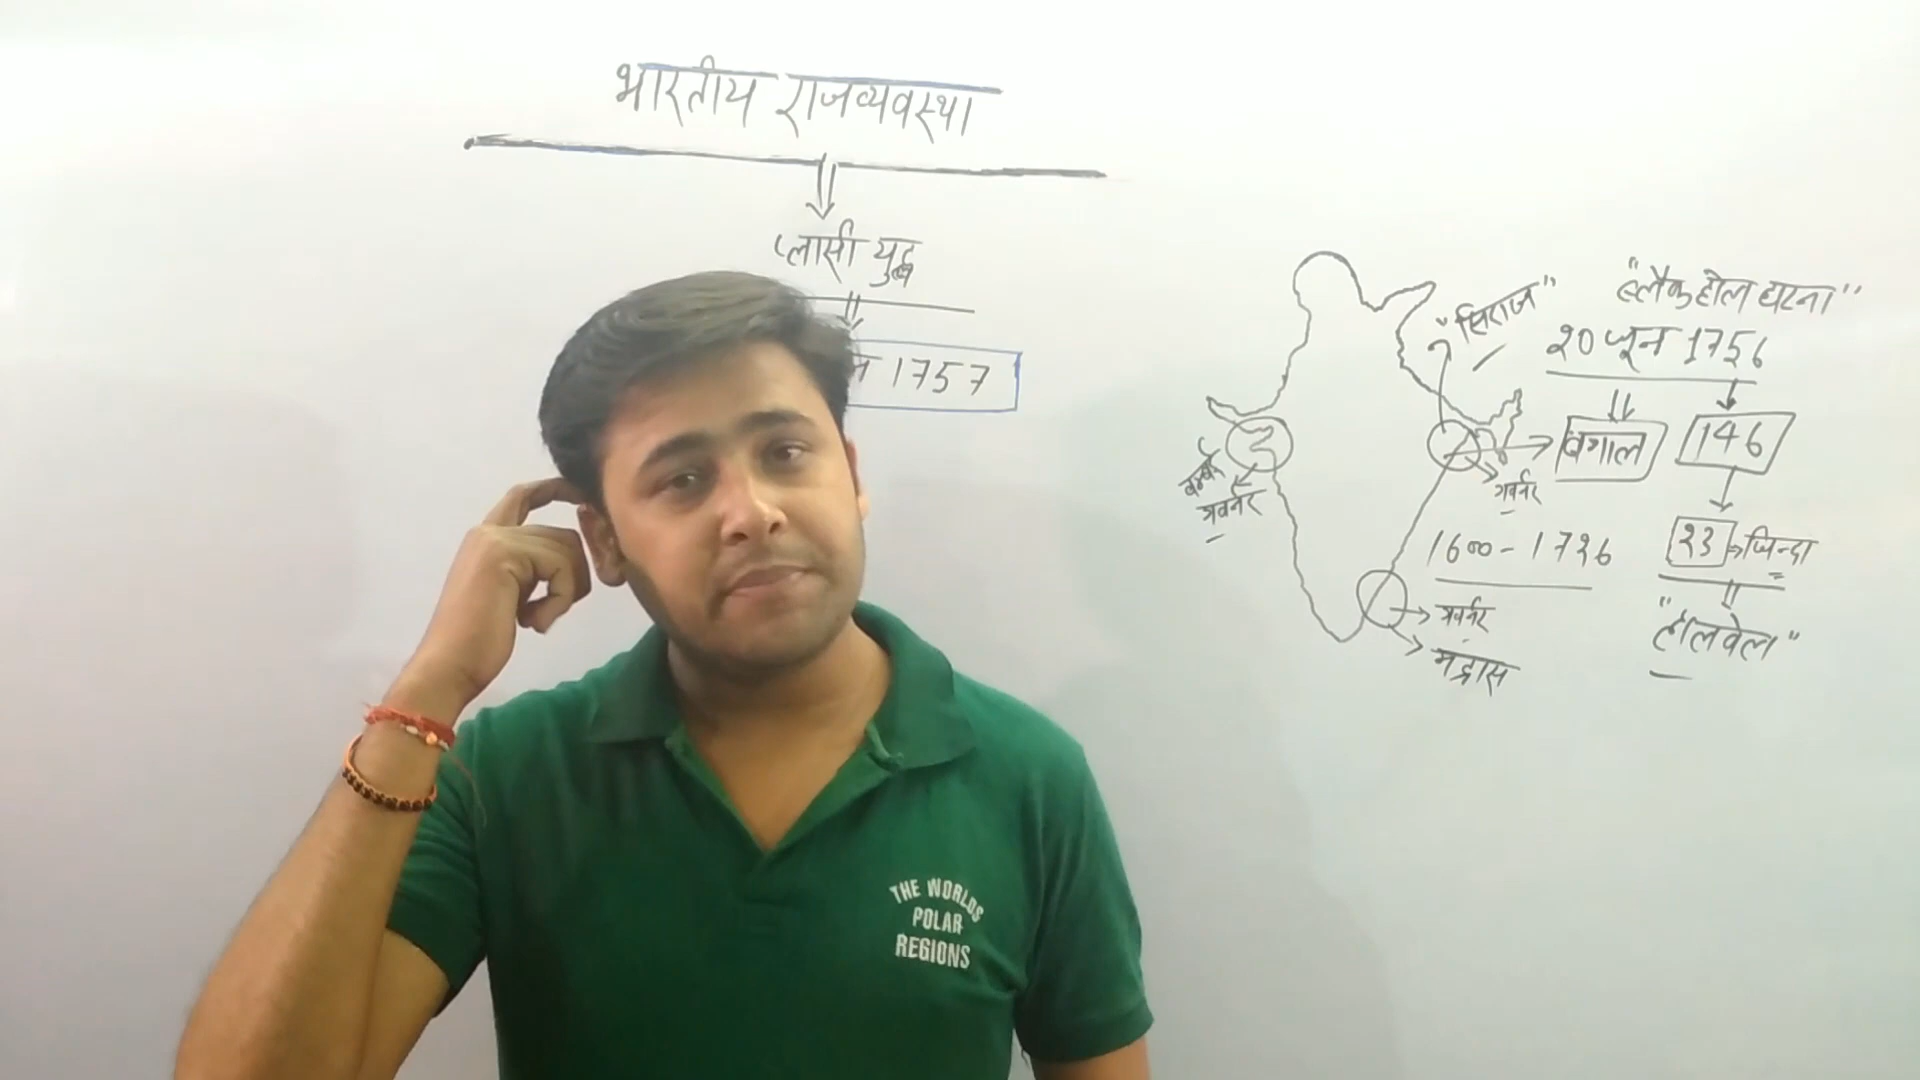 भारतीय राजव्यवस्था
प्लासी युद्ध
न 1757
"सिराज"
"ब्लैक होल घटना"
20 जून 1756
बंगाल
146
गवर्नर
बम्बई
गवर्नर
1600-1726
23 → जिन्दा
"हॉलवेल"
गवर्नर
मद्रास
THE WORLDS
POLAR
REGIONS